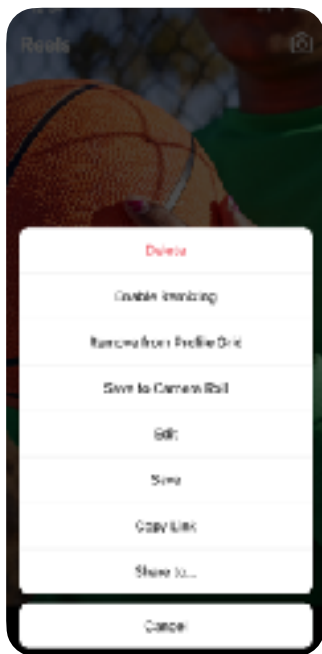 Reels
Delete
Enable Remixing
Remove from Profile Grid
Save to Camera Roll
Edit
Save
Copy Link
Share to...
Cancel